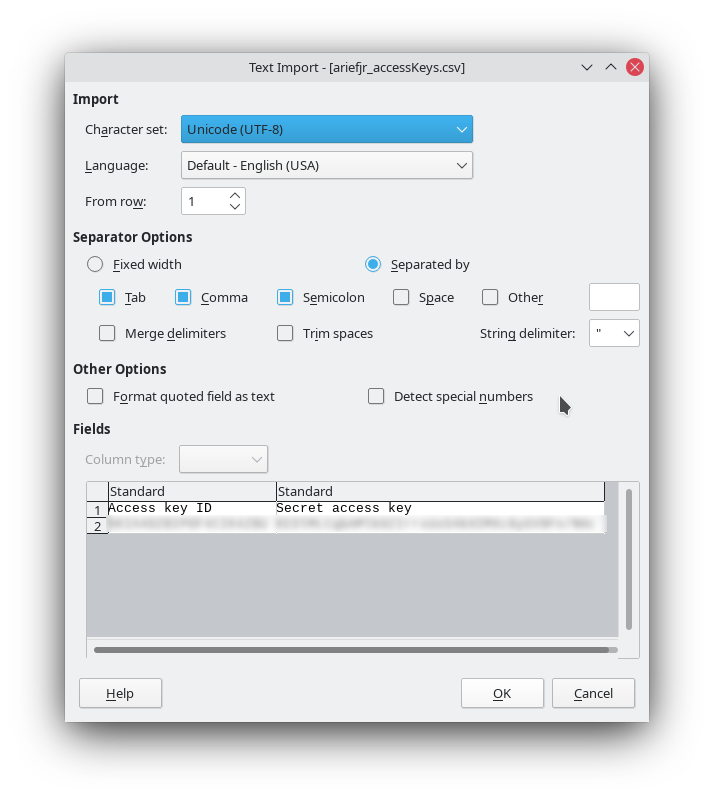 Text Import - [ariefjr_accessKeys.csv]
Import
Character set: Unicode (UTF-8)
Language: Default - English (USA)
From row: 1
Separator Options
Fixed width Separated by
Tab Comma Semicolon Space Other
Merge delimiters Trim spaces String delimiter: "
Other Options
Format quoted field as text Detect special numbers
Fields
Column type:
Standard Standard
1 Access key ID Secret access key
2
Help OK Cancel